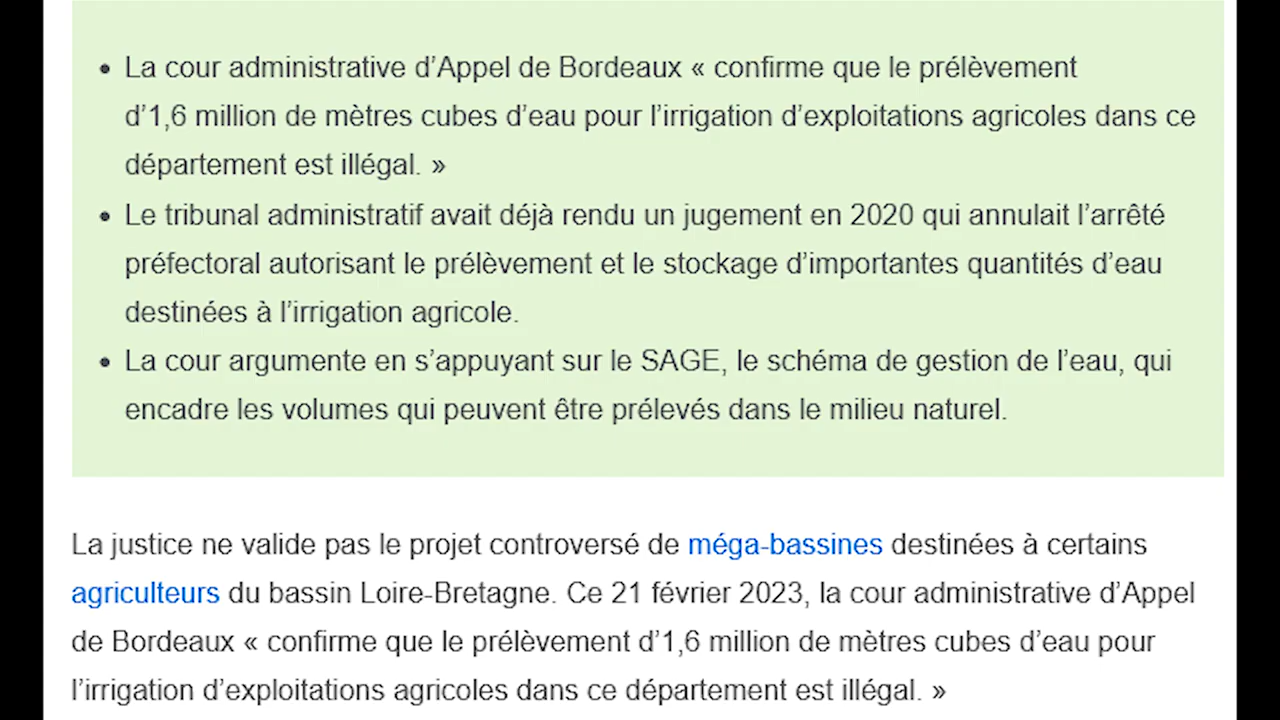 • La cour administrative d’Appel de Bordeaux « confirme que le prélèvement
d’1,6 million de mètres cubes d’eau pour l’irrigation d’exploitations agricoles dans ce
département est illégal. »
• Le tribunal administratif avait déjà rendu un jugement en 2020 qui annulait l’arrêté
préfectoral autorisant le prélèvement et le stockage d’importantes quantités d’eau
destinées à l’irrigation agricole.
• La cour argumente en s’appuyant sur le SAGE, le schéma de gestion de l’eau, qui
encadre les volumes qui peuvent être prélevés dans le milieu naturel.
La justice ne valide pas le projet controversé de méga-bassines destinées à certains
agriculteurs du bassin Loire-Bretagne. Ce 21 février 2023, la cour administrative d’Appel
de Bordeaux « confirme que le prélèvement d’1,6 million de mètres cubes d’eau pour
l’irrigation d’exploitations agricoles dans ce département est illégal. »